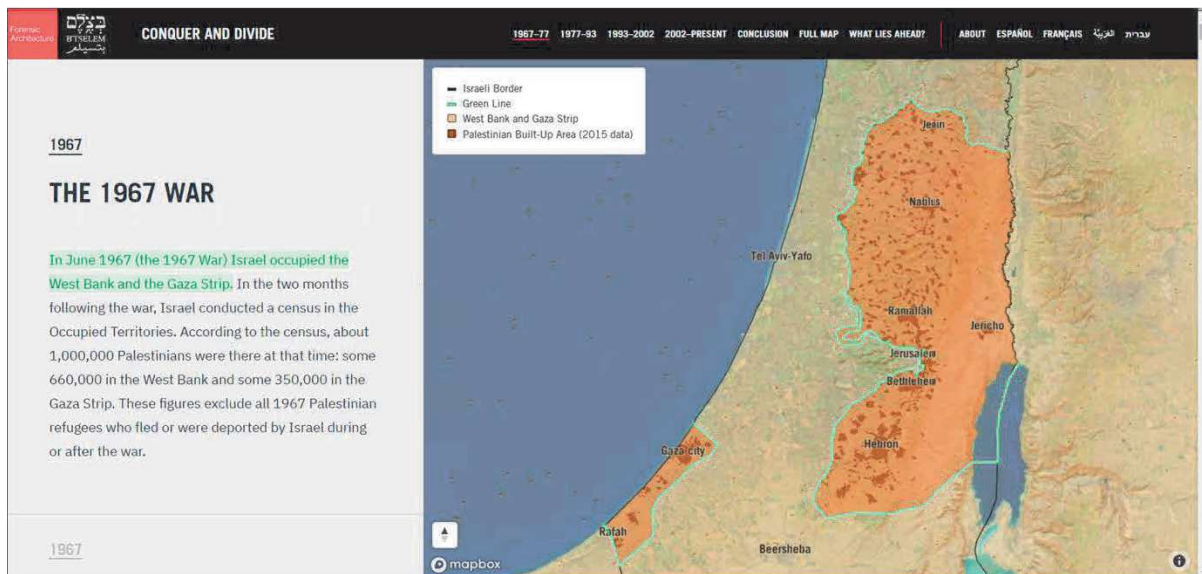 Forensic
Architecture
בצלם
B'TSELEM
بتسيلم
CONQUER AND DIVIDE
1967–77 1977–93 1993–2002 2002–PRESENT CONCLUSION FULL MAP WHAT LIES AHEAD? ABOUT ESPAÑOL FRANÇAIS العَرَبِيَّة עברית
1967
THE 1967 WAR
In June 1967 (the 1967 War) Israel occupied the
West Bank and the Gaza Strip. In the two months
following the war, Israel conducted a census in the
Occupied Territories. According to the census, about
1,000,000 Palestinians were there at that time: some
660,000 in the West Bank and some 350,000 in the
Gaza Strip. These figures exclude all 1967 Palestinian
refugees who fled or were deported by Israel during
or after the war.
1967
Israeli Border
Green Line
West Bank and Gaza Strip
Palestinian Built-Up Area (2015 data)
Jenin
Nablus
Tel Aviv-Yafo
Ramallah
Jericho
Jerusalem
Bethlehem
Hebron
Gaza city
Rafah
Beersheba
mapbox